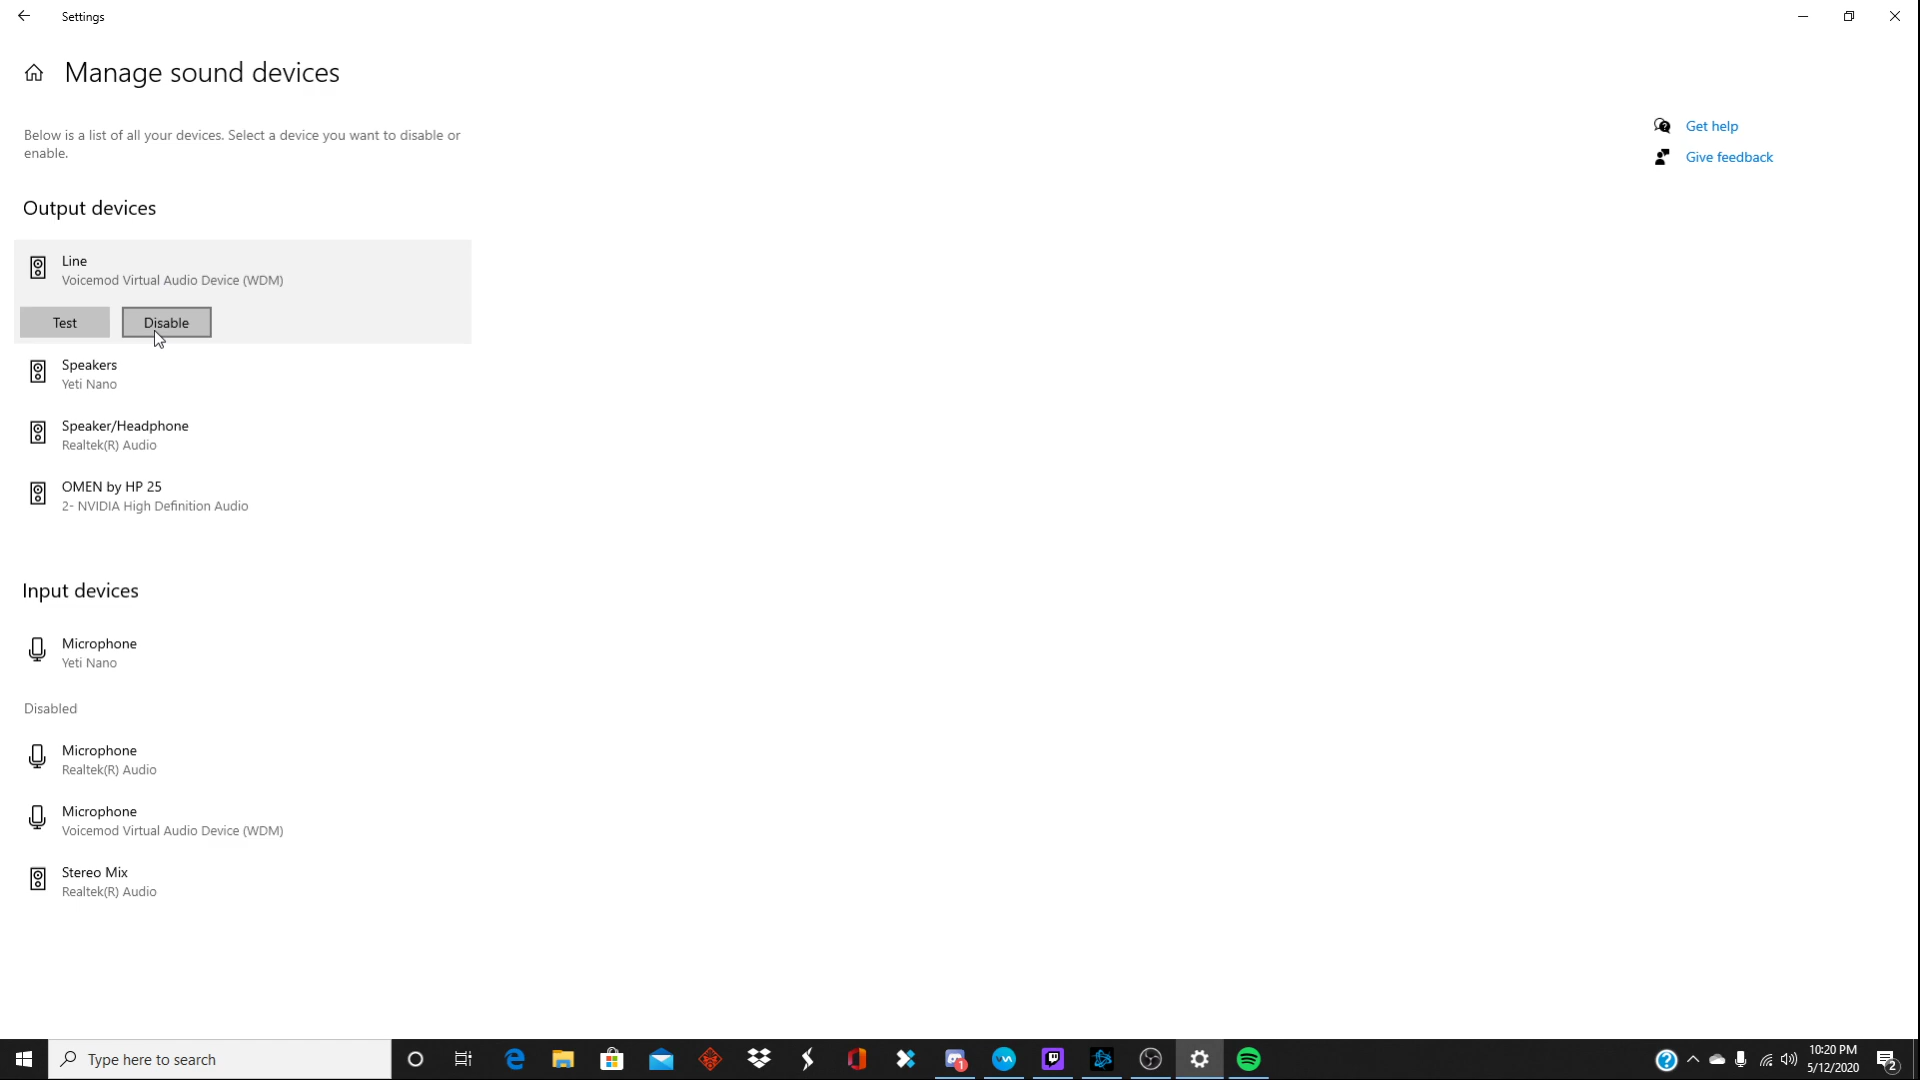 Settings
Manage sound devices
Below is a list of all your devices. Select a device you want to disable or
enable.
Get help
Give feedback
Output devices
Line
Voicemod Virtual Audio Device (WDM)
Test
Disable
Speakers
Yeti Nano
Speaker/Headphone
Realtek(R) Audio
OMEN by HP 25
2- NVIDIA High Definition Audio
Input devices
Microphone
Yeti Nano
Disabled
Microphone
Realtek(R) Audio
Microphone
Voicemod Virtual Audio Device (WDM)
Stereo Mix
Realtek(R) Audio
Type here to search
1
10:20 PM
5/12/2020
2